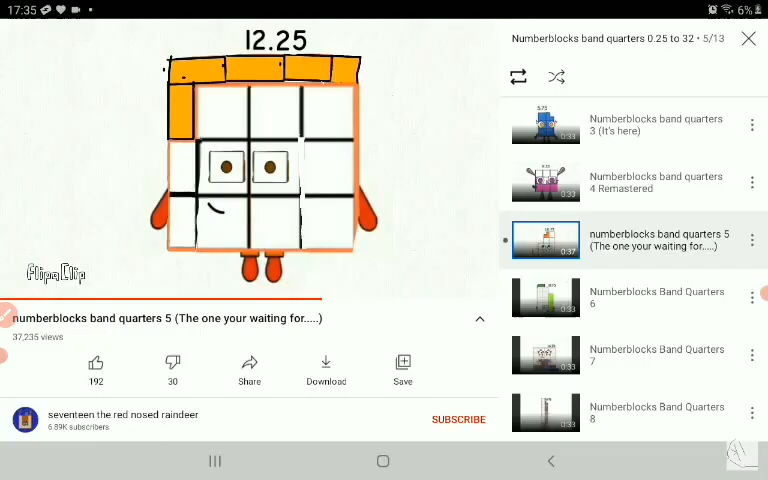 17:35
6%
12.25
FlipaClip
numberblocks band quarters 5 (The one your waiting for.....)
37,235 views
192
30
Share
Download
Save
seventeen the red nosed raindeer
6.89K subscribers
SUBSCRIBE
Numberblocks band quarters 0.25 to 32 • 5/13
5.75
0:33
Numberblocks band quarters
3 (It's here)
0:33
Numberblocks band quarters
4 Remastered
0:37
numberblocks band quarters 5
(The one your waiting for.....)
0:33
Numberblocks Band Quarters
6
0:33
Numberblocks Band Quarters
7
0:33
Numberblocks Band Quarters
8